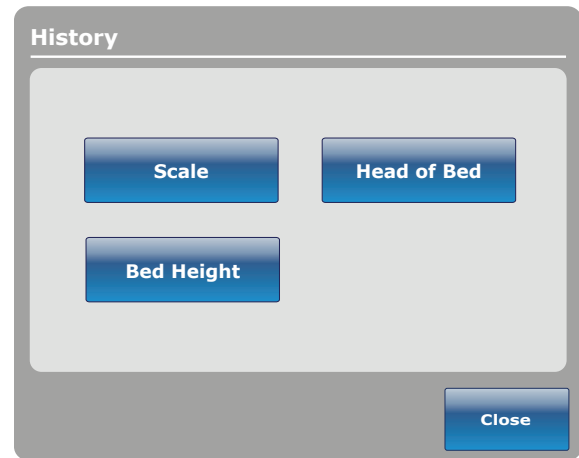 History
Scale
Head of Bed
Bed Height
Close